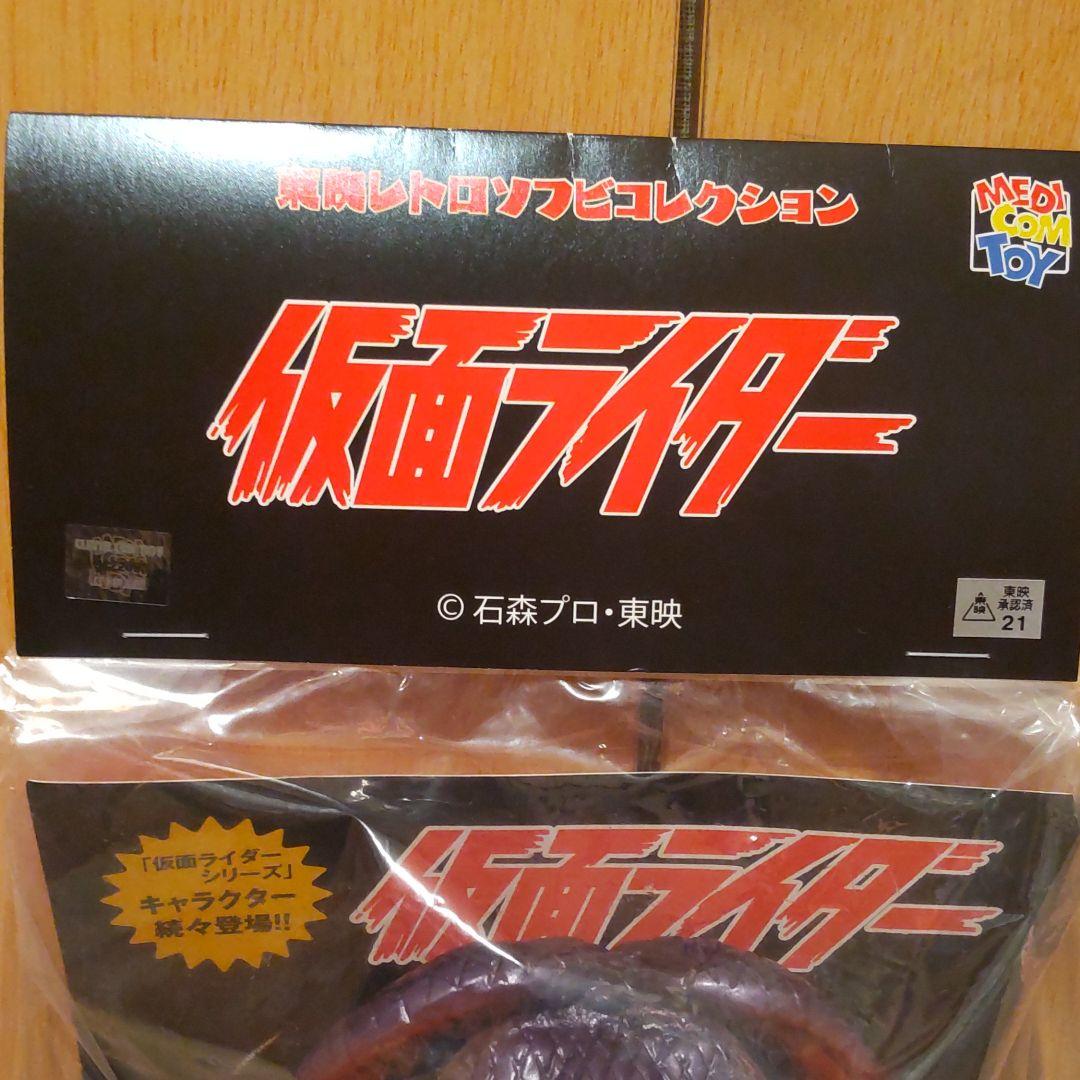 東映レトロソフビコレクション
MEDI
COM
TOY
仮面ライダー
© 石森プロ・東映
東映
東映
承認済
21
仮面ライダー
「仮面ライダー
シリーズ」
キャラクター
続々登場!!